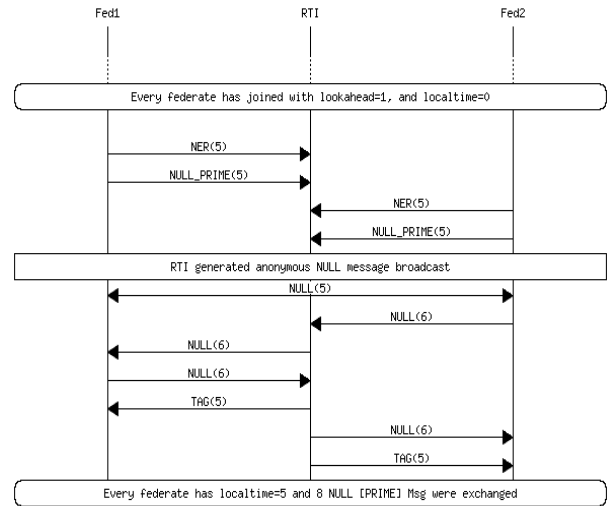 Fed1 RTI Fed2
Every federate has joined with lookahead=1, and localtime=0
NER(5)
NULL_PRIME(5)
NER(5)
NULL_PRIME(5)
RTI generated anonymous NULL message broadcast
NULL(5)
NULL(6)
NULL(6)
NULL(6)
TAG(5)
NULL(6)
TAG(5)
Every federate has localtime=5 and 8 NULL [PRIME] Msg were exchanged